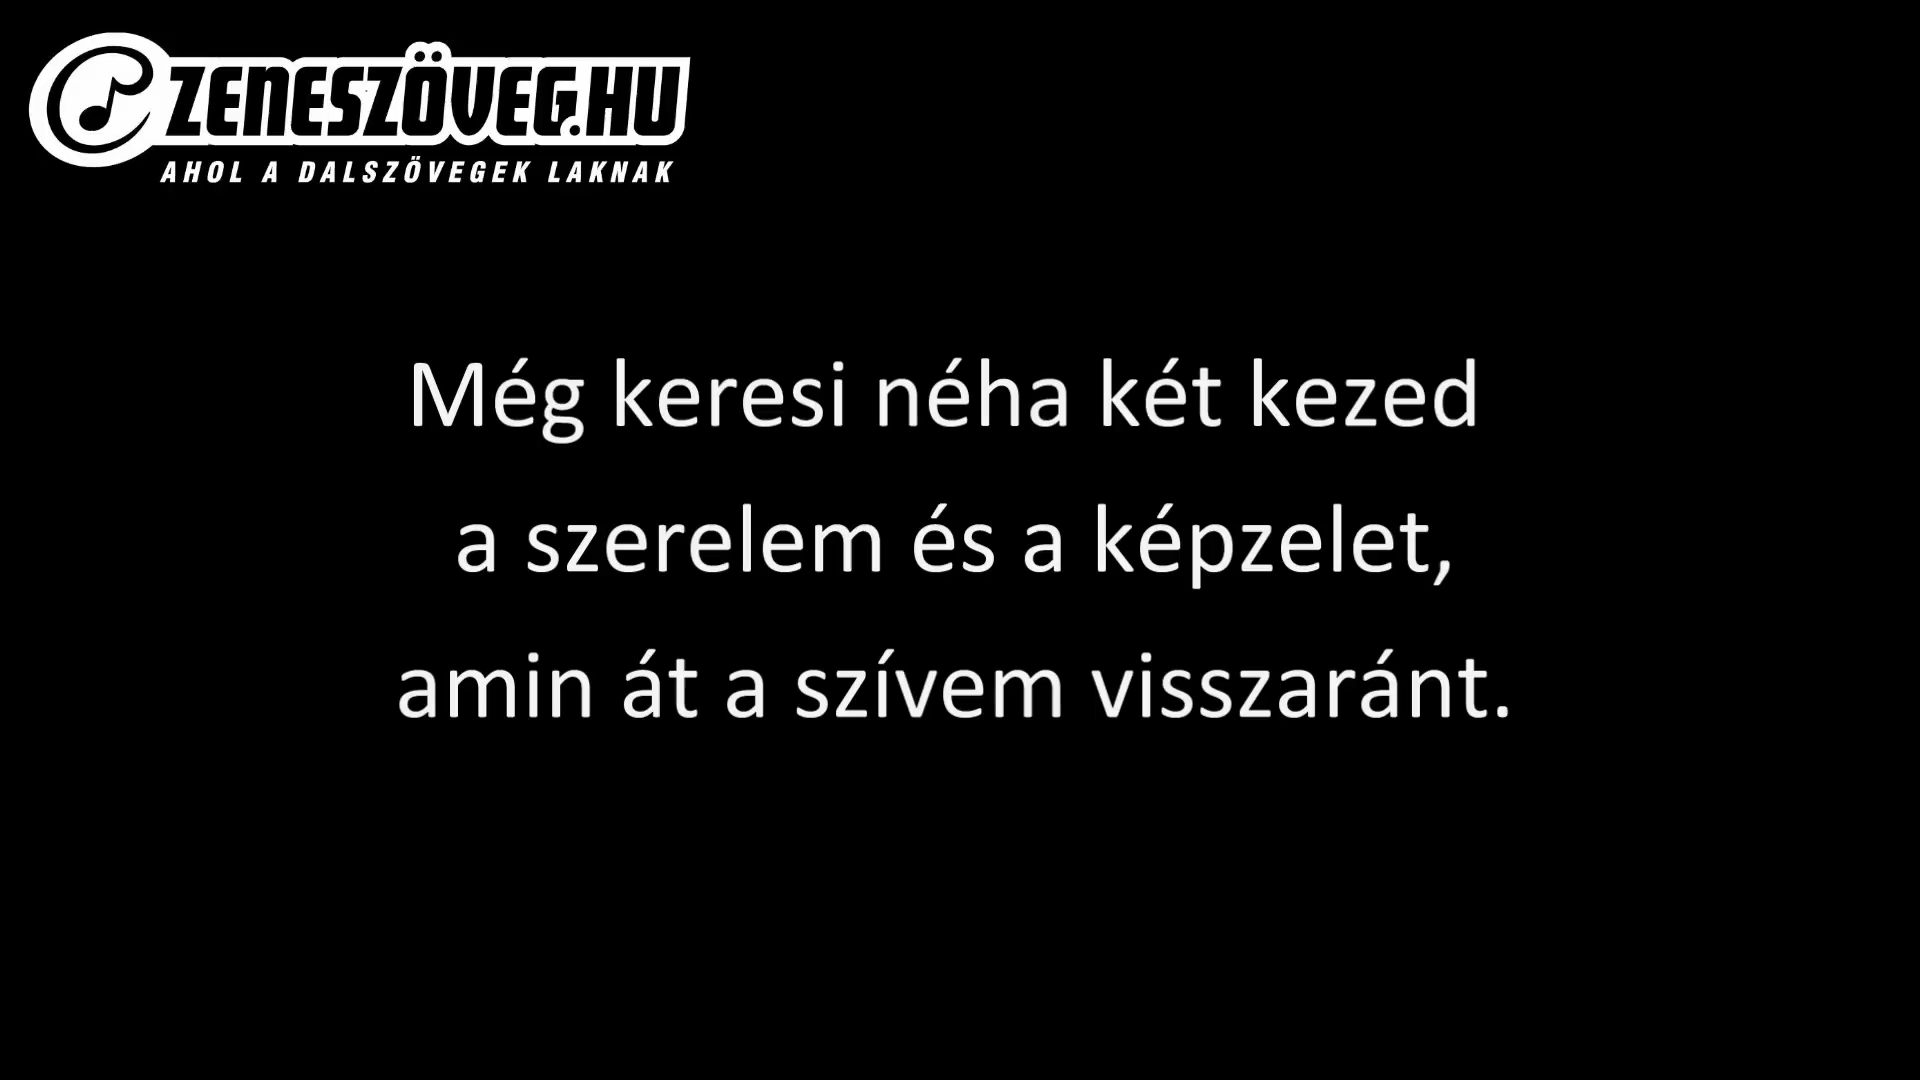 ZENESZÖVEG.HU
AHOL A DALSZÖVEGEK LAKNAK
Még keresi néha két kezed
a szerelem és a képzelet,
amin át a szívem visszaránt.